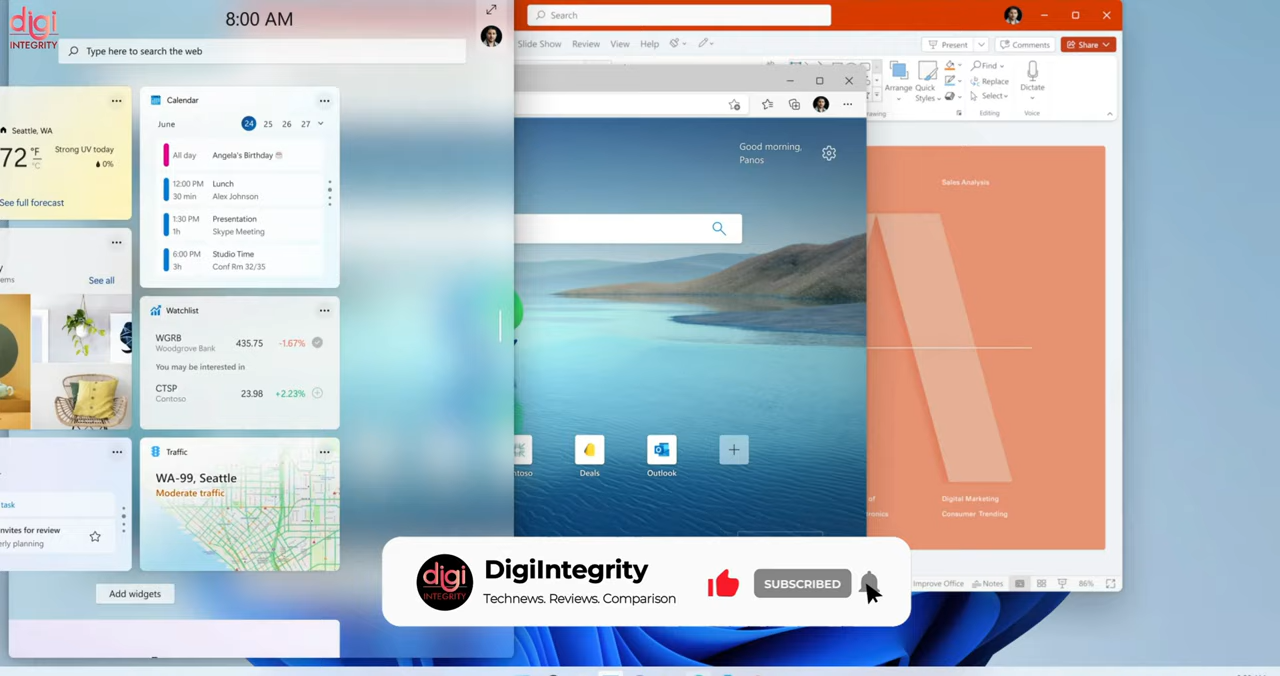 digi
INTEGRITY
8:00 AM
Type here to search the web
Seattle, WA
72 °F
°C
Strong UV today
0%
See full forecast
See all
task
nvites for review
erly planning
Calendar
June 24 25 26 27
All day Angela's Birthday
12:00 PM Lunch
30 min Alex Johnson
1:30 PM Presentation
1h Skype Meeting
6:00 PM Studio Time
3h Conf Rm 32/35
Watchlist
WGRB 435.75 -1.67%
Woodgrove Bank
You may be interested in
CTSP 23.98 +2.23%
Contoso
Traffic
WA-99, Seattle
Moderate traffic
Add widgets
Search
Slide Show Review View Help Present Comments Share
Arrange Quick
Styles
Find
Replace
Select
Dictate
Editing Voice
Good morning,
Panos
toso Deals Outlook
Sales Analysis
of Digital Marketing
ronics Consumer Trending
Improve Office Notes 86%
digi
INTEGRITY
DigiIntegrity
Technews. Reviews. Comparison
SUBSCRIBED